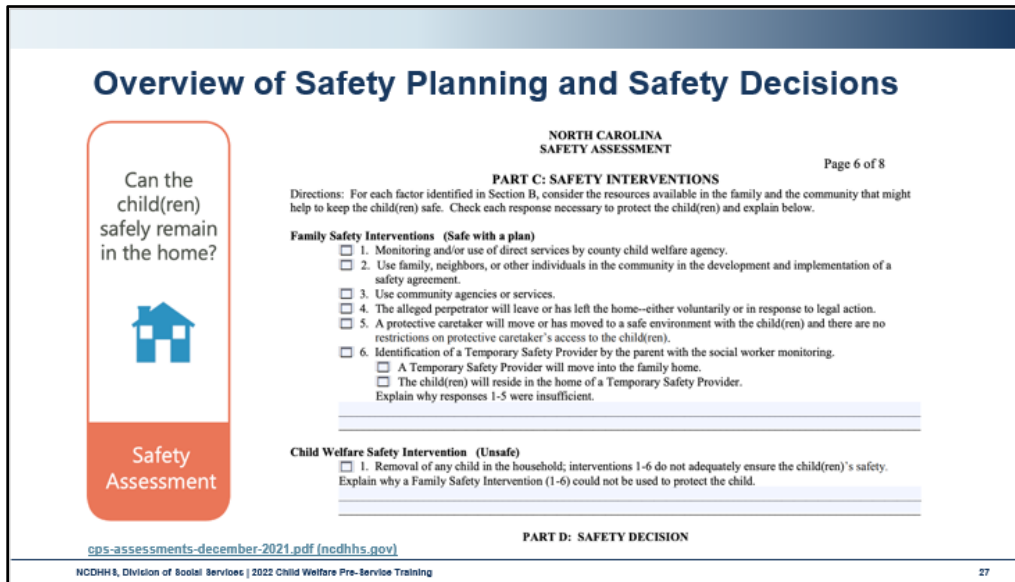 Overview of Safety Planning and Safety Decisions
Can the
child(ren)
safely remain
in the home?
Safety
Assessment
NORTH CAROLINA
SAFETY ASSESSMENT
Page 6 of 8
PART C: SAFETY INTERVENTIONS
Directions: For each factor identified in Section B, consider the resources available in the family and the community that might
help to keep the child(ren) safe. Check each response necessary to protect the child(ren) and explain below.
Family Safety Interventions (Safe with a plan)
1. Monitoring and/or use of direct services by county child welfare agency.
2. Use family, neighbors, or other individuals in the community in the development and implementation of a
safety agreement.
3. Use community agencies or services.
4. The alleged perpetrator will leave or has left the home--either voluntarily or in response to legal action.
5. A protective caretaker will move or has moved to a safe environment with the child(ren) and there are no
restrictions on protective caretaker's access to the child(ren).
6. Identification of a Temporary Safety Provider by the parent with the social worker monitoring.
A Temporary Safety Provider will move into the family home.
The child(ren) will reside in the home of a Temporary Safety Provider.
Explain why responses 1-5 were insufficient.
Child Welfare Safety Intervention (Unsafe)
1. Removal of any child in the household; interventions 1-6 do not adequately ensure the child(ren)'s safety.
Explain why a Family Safety Intervention (1-6) could not be used to protect the child.
PART D: SAFETY DECISION
cps-assessments-december-2021.pdf (ncdhhs.gov)
NCDHHS, Division of Social Services | 2022 Child Welfare Pre-Service Training
27